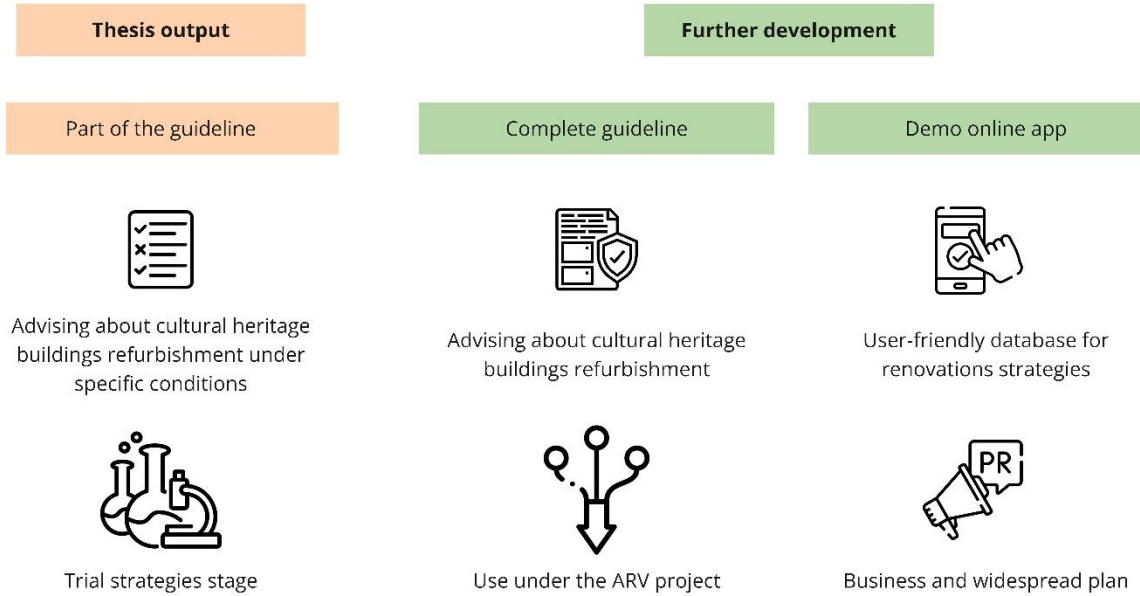 Thesis output
Further development
Part of the guideline
Complete guideline
Demo online app
Advising about cultural heritage
buildings refurbishment under
specific conditions
Advising about cultural heritage
buildings refurbishment
User-friendly database for
renovations strategies
PR
Trial strategies stage
Use under the ARV project
Business and widespread plan